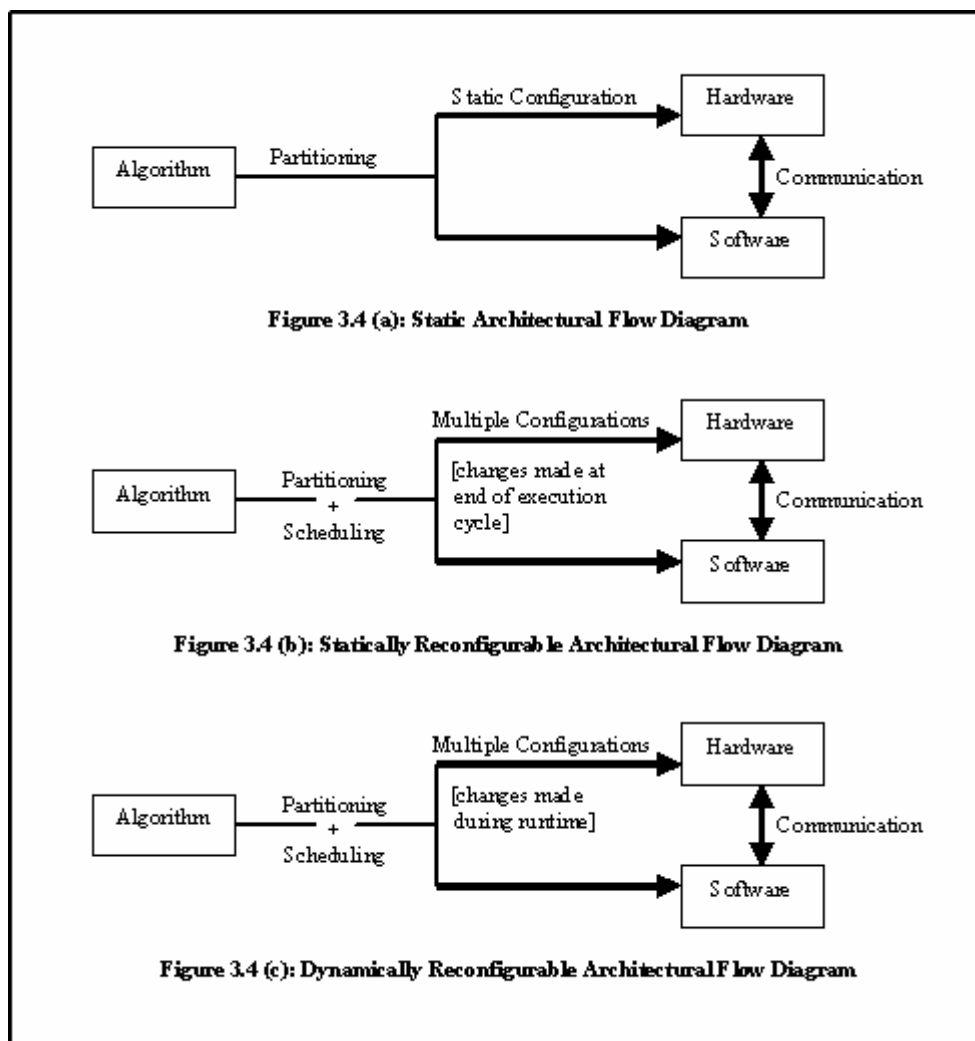 Static Configuration
Hardware
Algorithm
Partitioning
Communication
Software
Figure 3.4 (a): Static Architectural Flow Diagram
Multiple Configurations
Hardware
Algorithm
Partitioning
+
Scheduling
[changes made at
end of execution
cycle]
Communication
Software
Figure 3.4 (b): Statically Reconfigurable Architectural Flow Diagram
Multiple Configurations
Hardware
Algorithm
Partitioning
+
Scheduling
[changes made
during runtime]
Communication
Software
Figure 3.4 (c): Dynamically Reconfigurable Architectural Flow Diagram